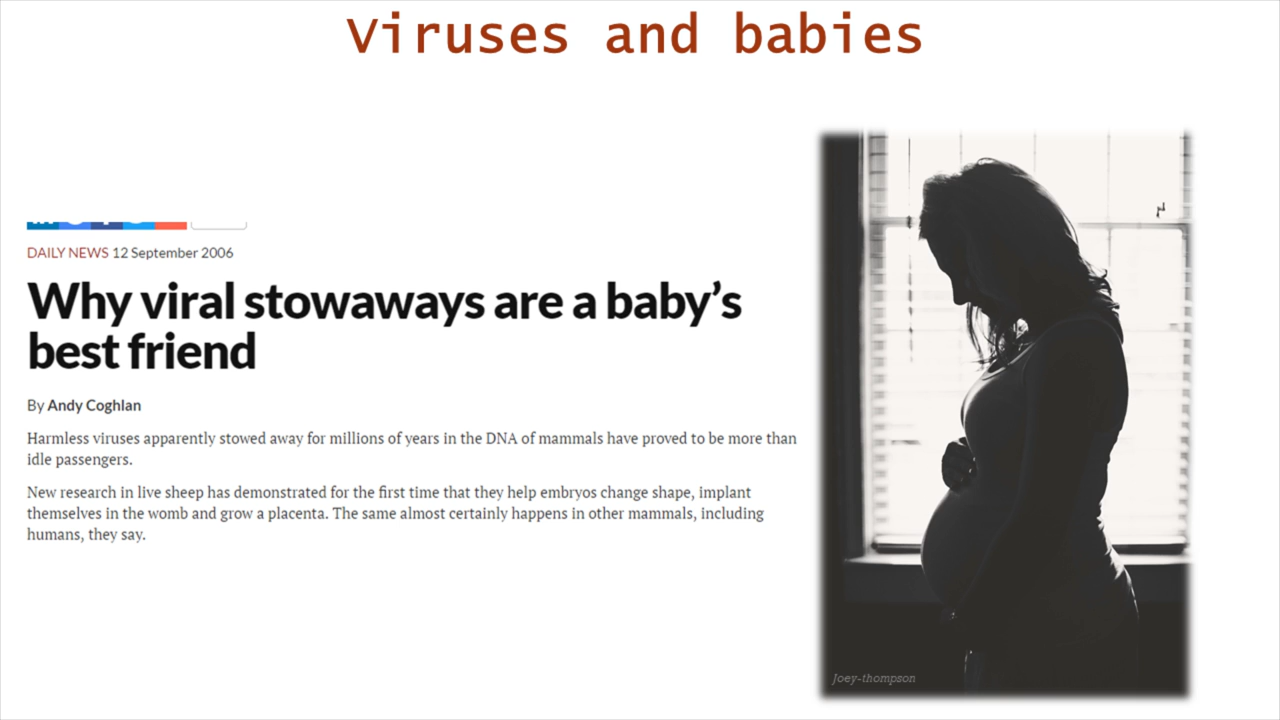 Viruses and babies
DAILY NEWS 12 September 2006
Why viral stowaways are a baby’s
best friend
By Andy Coghlan
Harmless viruses apparently stowed away for millions of years in the DNA of mammals have proved to be more than
idle passengers.
New research in live sheep has demonstrated for the first time that they help embryos change shape, implant
themselves in the womb and grow a placenta. The same almost certainly happens in other mammals, including
humans, they say.
Joey-thompson